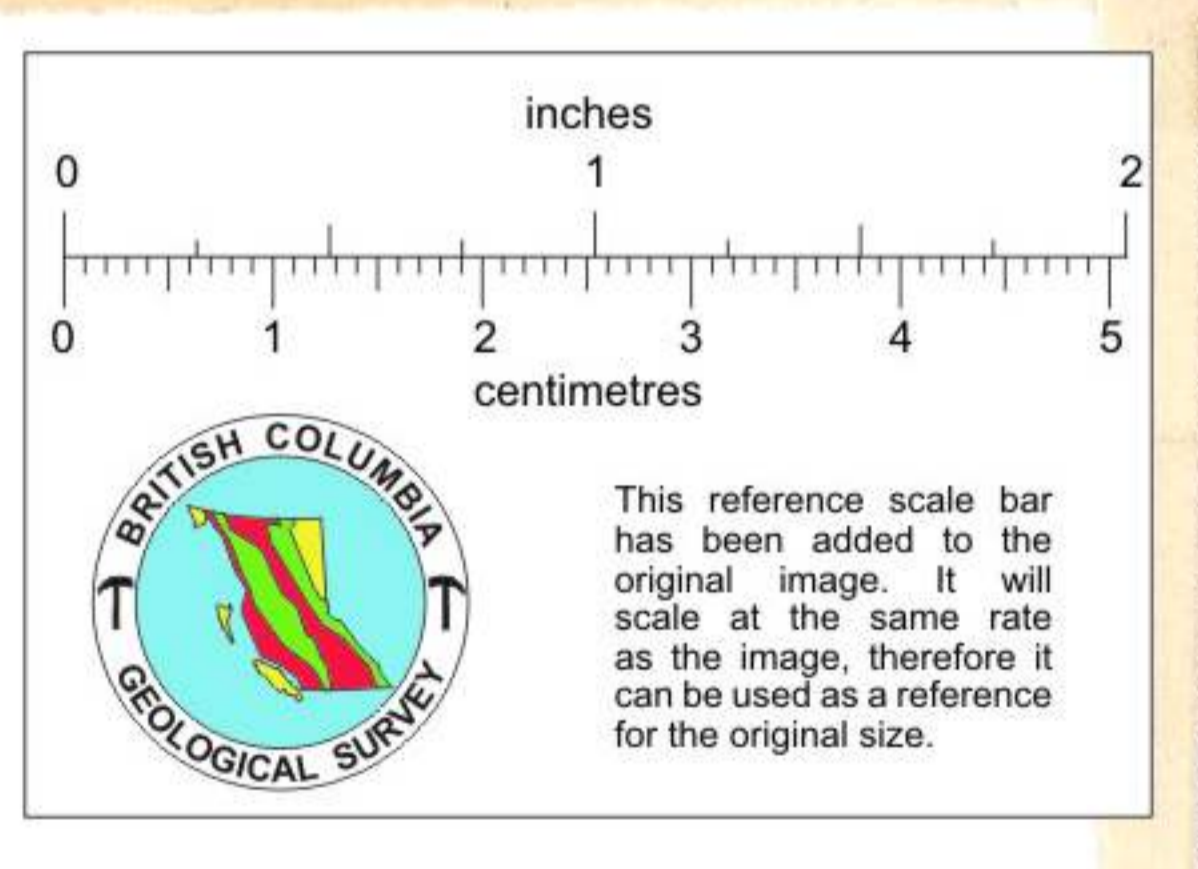 inches
0 1 2
0 1 2 3 4 5
centimetres
BRITISH COLUMBIA
GEOLOGICAL SURVEY
This reference scale bar
has been added to the
original image. It will
scale at the same rate
as the image, therefore it
can be used as a reference
for the original size.